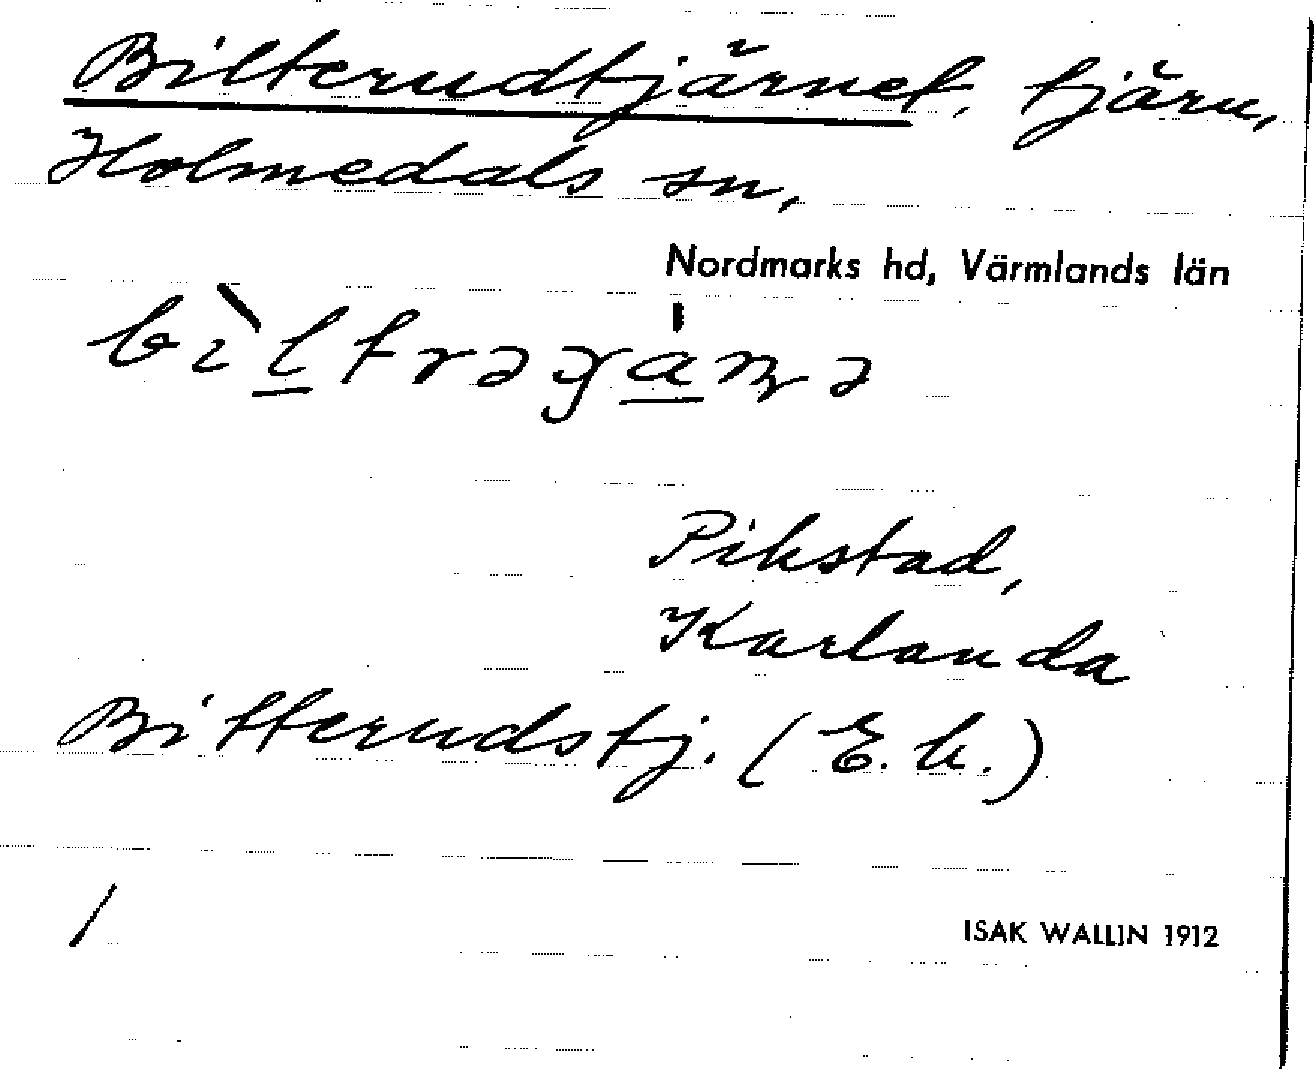 Bilterudtjärnet, tjärn,
Holmedals sn,
Nordmarks hd, Värmlands län
Pikstad,
Karlanda
Bitterudstj. (E.k.)
/
ISAK WALLIN 1912